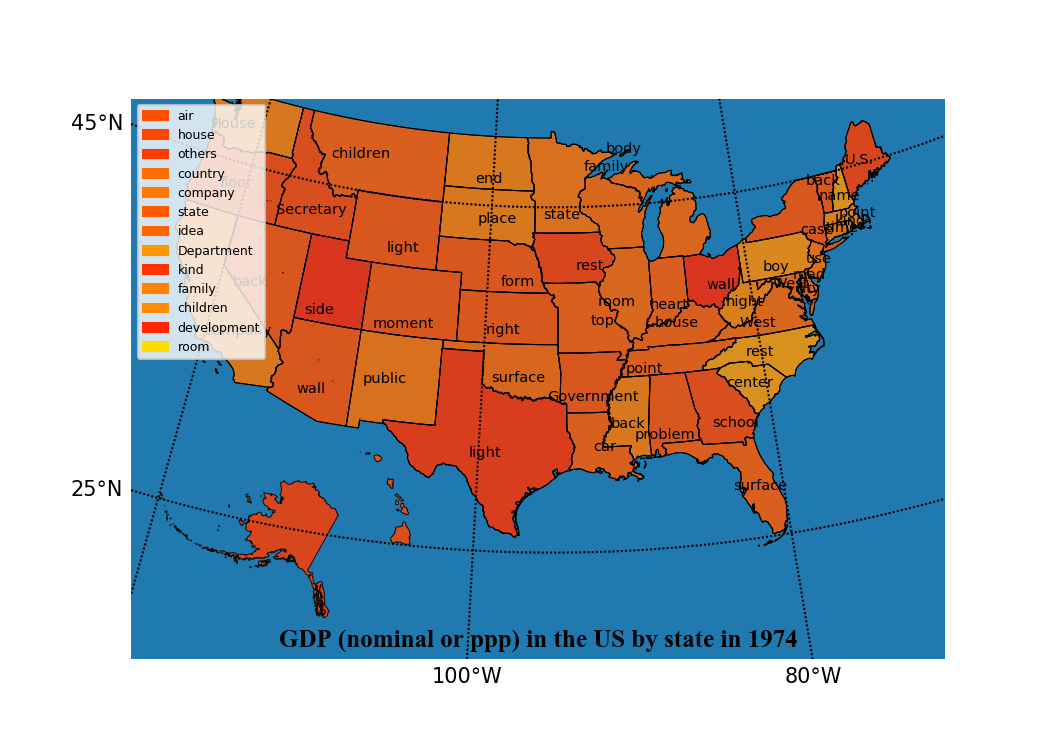 45°N
air
house
others
country
company
state
idea
Department
kind
family
children
development
room
House
floor
back
children
Secretary
end
place
state
body
family
U.S.
back
name
point
case
use
road
light
side
moment
form
right
rest
room
top
heart
house
wall
boy
night
West
rest
center
wall
public
surface
point
Government
back
problem
school
car
light
surface
25°N
GDP (nominal or ppp) in the US by state in 1974
100°W
80°W